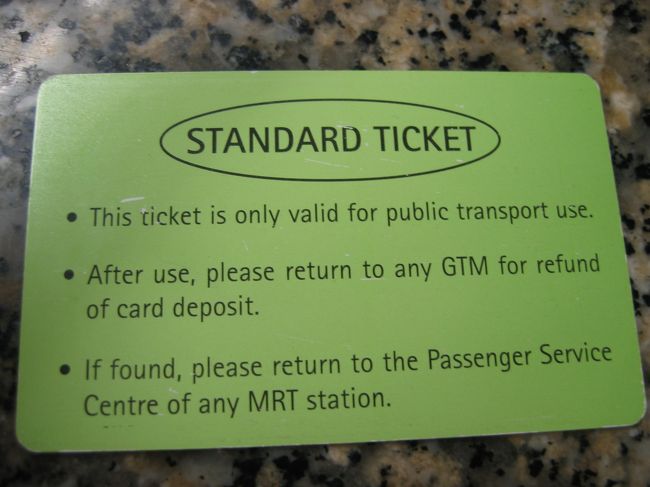 STANDARD TICKET
• This ticket is only valid for public transport use.
• After use, please return to any GTM for refund
of card deposit.
• If found, please return to the Passenger Service
Centre of any MRT station.